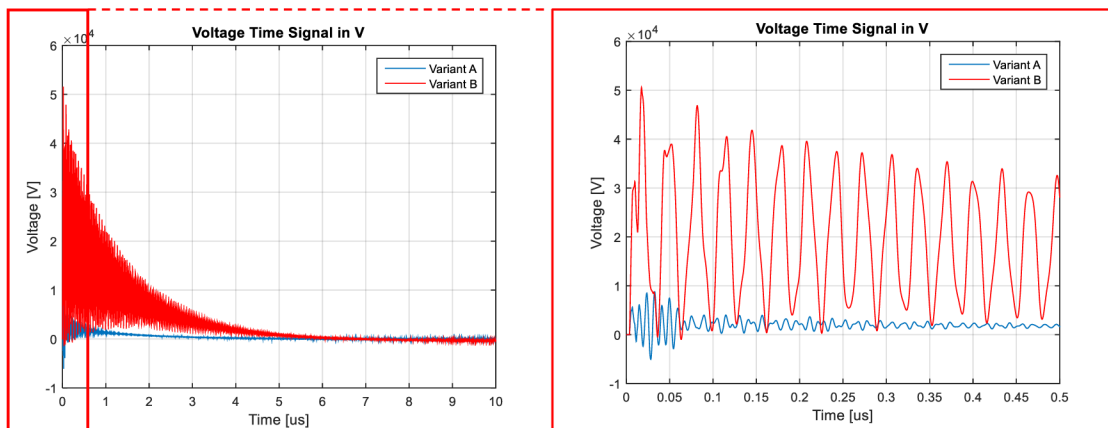 Voltage Time Signal in V
×10^4
6
5
4
3
2
1
0
-1
Voltage [V]
Variant A
Variant B
0 1 2 3 4 5 6 7 8 9 10
Time [us]
Voltage Time Signal in V
×10^4
6
5
4
3
2
1
0
-1
Voltage [V]
Variant A
Variant B
0 0.05 0.1 0.15 0.2 0.25 0.3 0.35 0.4 0.45 0.5
Time [us]